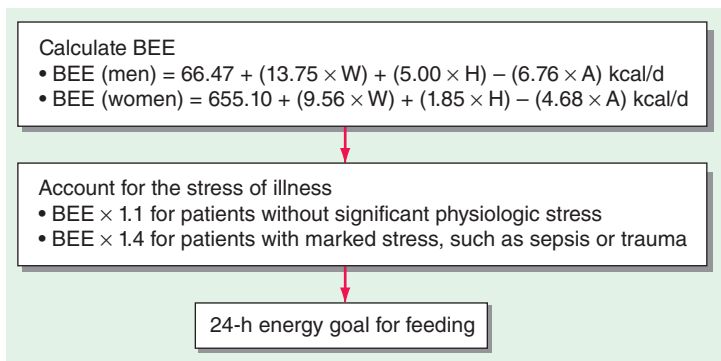 Calculate BEE
• BEE (men) = 66.47 + (13.75 × W) + (5.00 × H) – (6.76 × A) kcal/d
• BEE (women) = 655.10 + (9.56 × W) + (1.85 × H) – (4.68 × A) kcal/d
Account for the stress of illness
• BEE × 1.1 for patients without significant physiologic stress
• BEE × 1.4 for patients with marked stress, such as sepsis or trauma
24-h energy goal for feeding